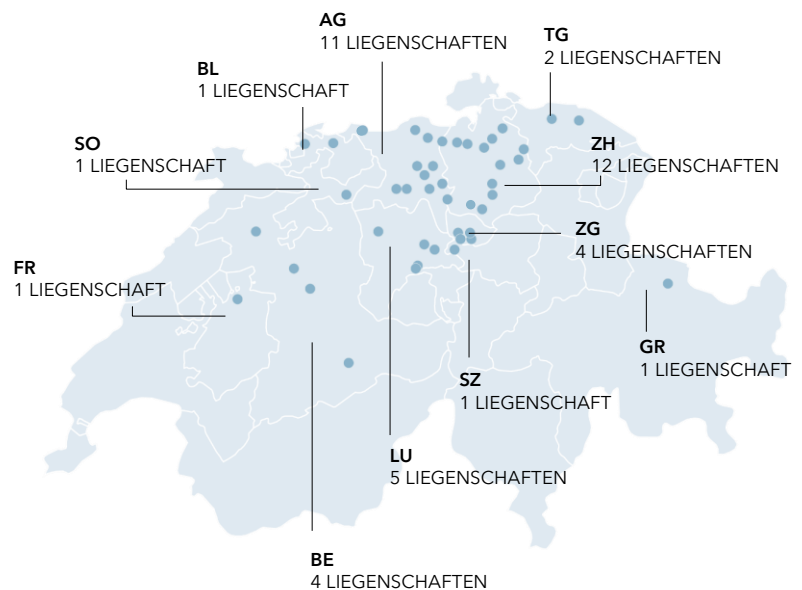 AG
11 LIEGENSCHAFTEN
TG
2 LIEGENSCHAFTEN
BL
1 LIEGENSCHAFT
SO
1 LIEGENSCHAFT
ZH
12 LIEGENSCHAFTEN
ZG
4 LIEGENSCHAFTEN
FR
1 LIEGENSCHAFT
GR
1 LIEGENSCHAFT
SZ
1 LIEGENSCHAFT
LU
5 LIEGENSCHAFTEN
BE
4 LIEGENSCHAFTEN